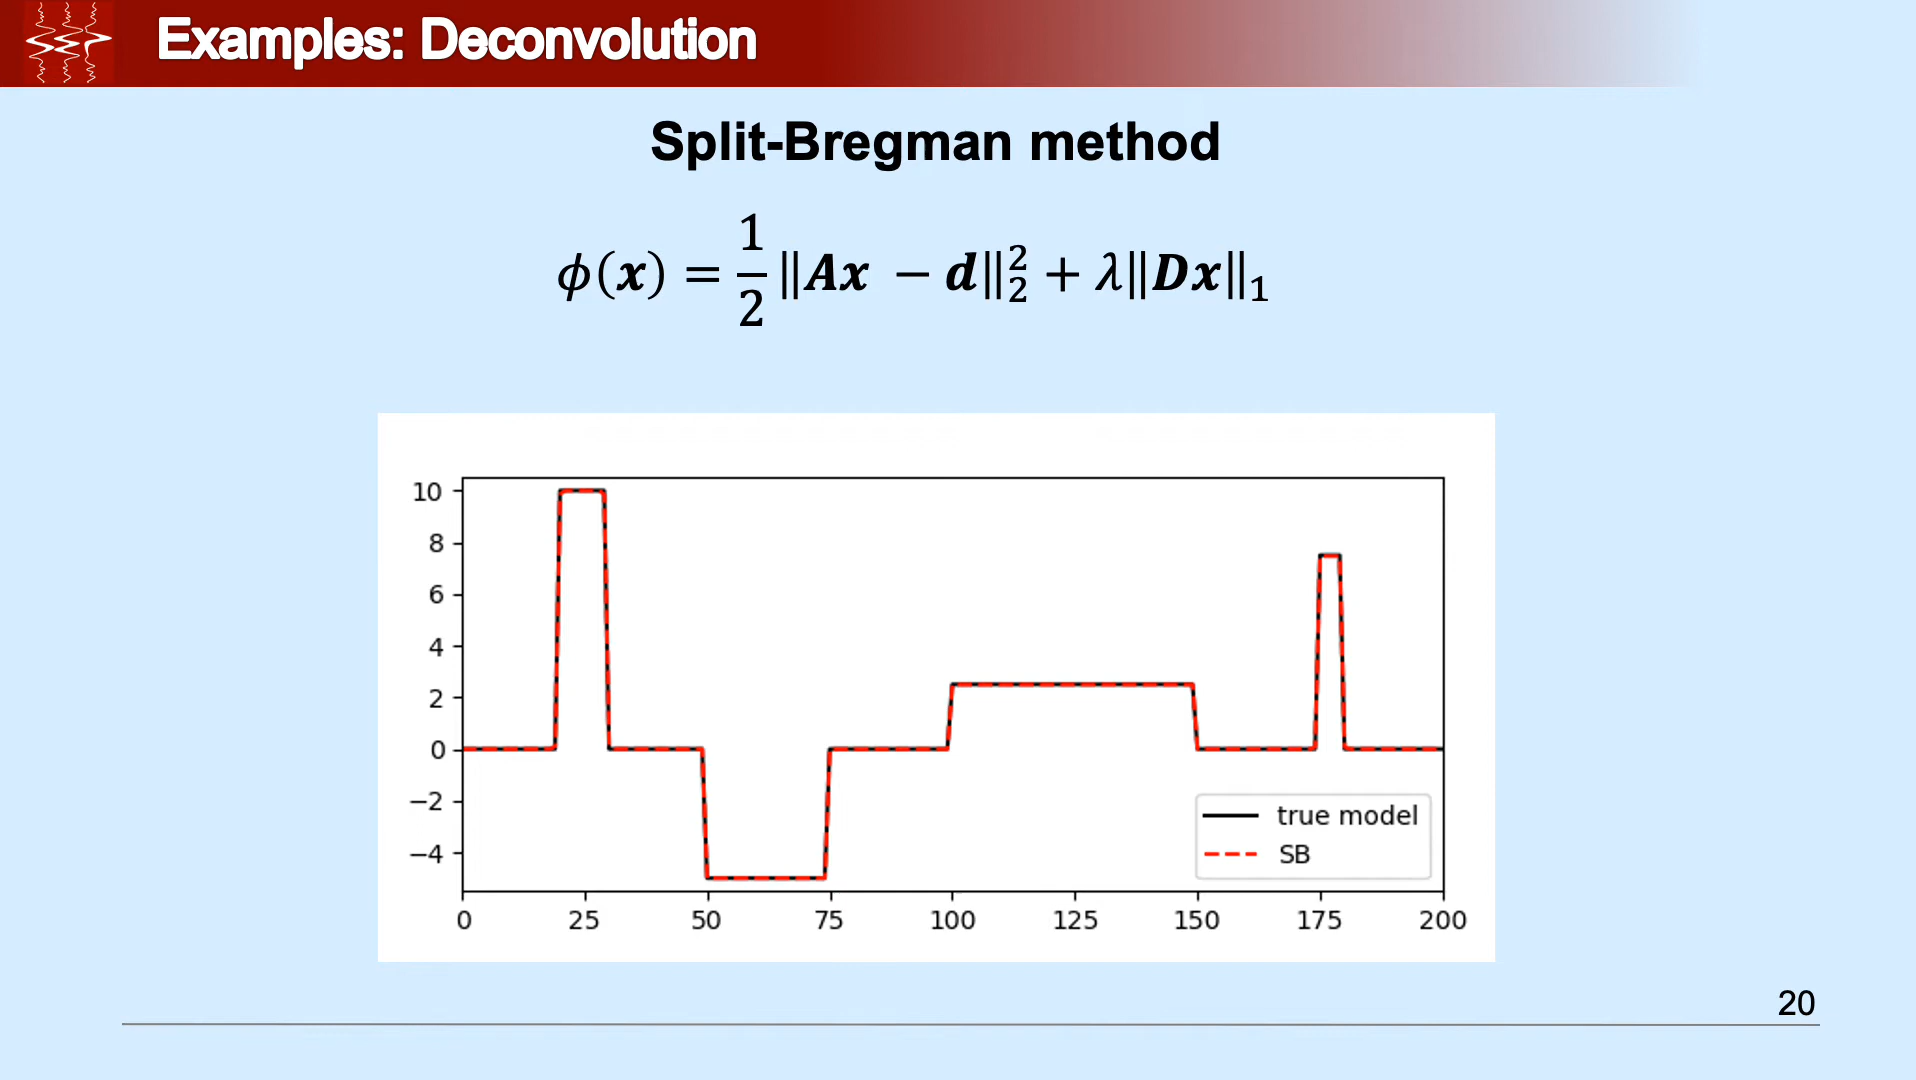 Examples: Deconvolution
Split-Bregman method
𝜙(𝒙) = 1/2 ‖𝑨𝒙 − 𝒅‖₂² + 𝜆‖𝑫𝒙‖₁
10
8
6
4
2
0
−2
−4
0 25 50 75 100 125 150 175 200
true model
SB
20